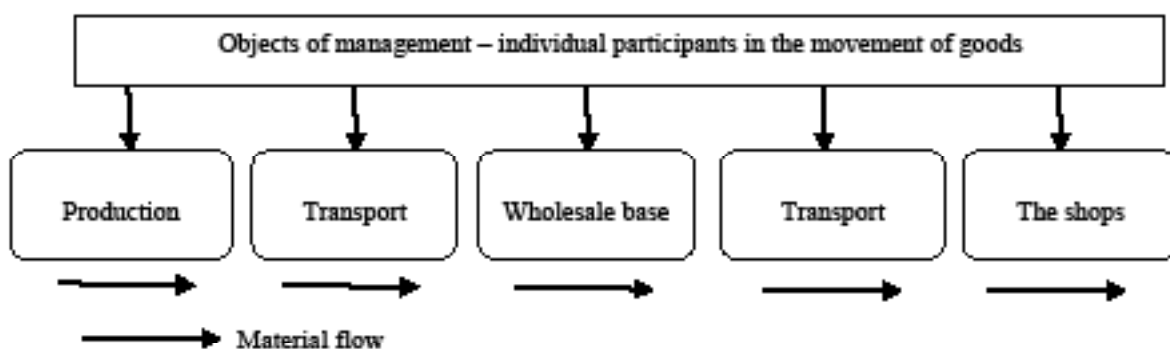 Objects of management – individual participants in the movement of goods
Production
Transport
Wholesale base
Transport
The shops
Material flow